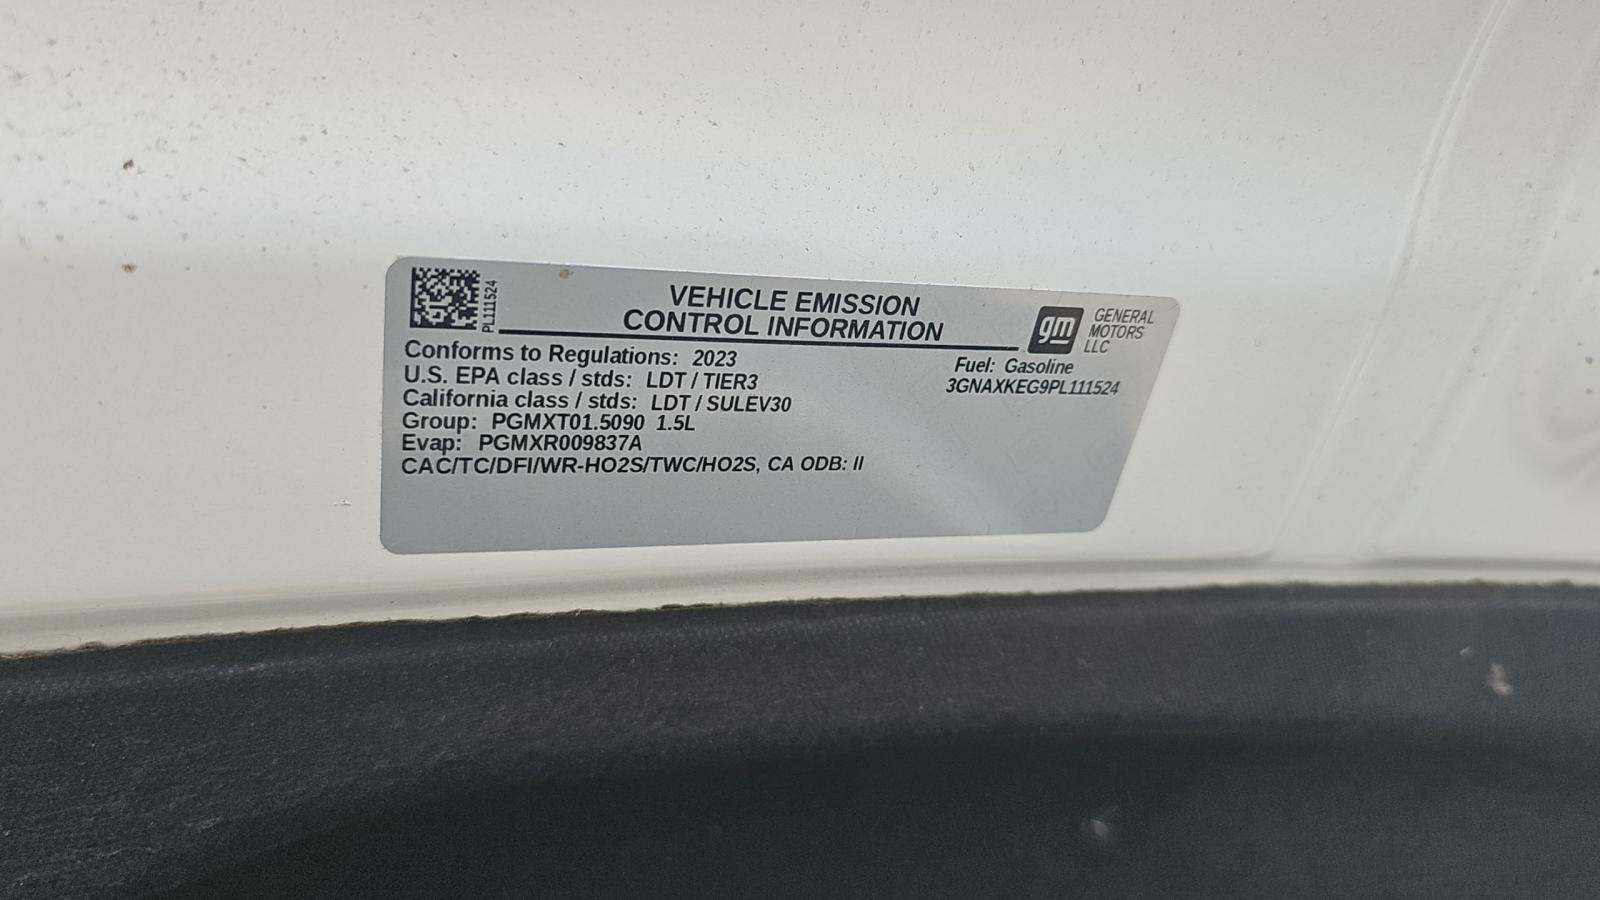 PL111524
VEHICLE EMISSION
CONTROL INFORMATION
gm
GENERAL
MOTORS
LLC
Conforms to Regulations: 2023
U.S. EPA class / stds: LDT / TIER3
California class / stds: LDT / SULEV30
Group: PGMXT01.5090 1.5L
Evap: PGMXR009837A
CAC/TC/DFI/WR-HO2S/TWC/HO2S, CA ODB: II
Fuel: Gasoline
3GNAXKEG9PL111524